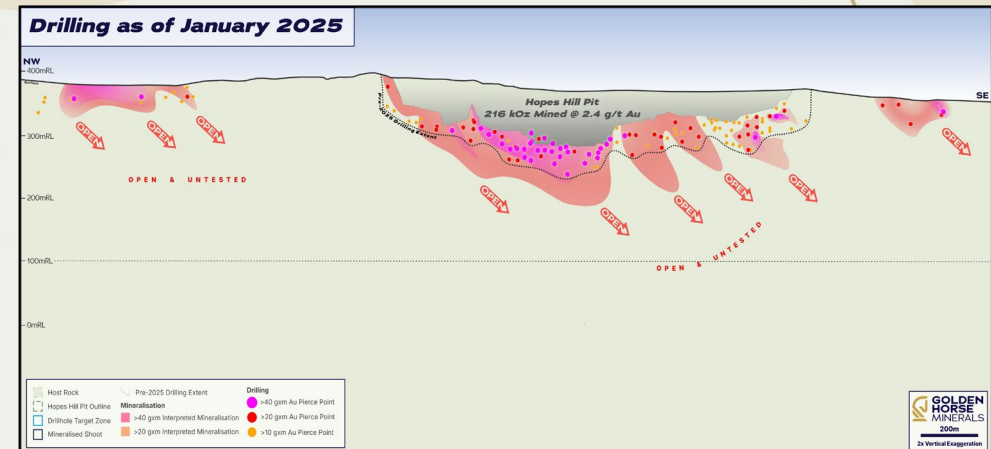 Drilling as of January 2025
NW
400mRL
SE
Hopes Hill Pit
216 kOz Mined @ 2.4 g/t Au
300mRL
OPEN
OPEN
OPEN
OPEN & UNTESTED
200mRL
OPEN
OPEN
OPEN
OPEN
OPEN
OPEN
OPEN & UNTESTED
100mRL
0mRL
Host Rock
Hopes Hill Pit Outline
Drillhole Target Zone
Mineralised Shoot
Pre-2025 Drilling Extent
Mineralisation
>40 gxm Interpreted Mineralisation
>20 gxm Interpreted Mineralisation
Drilling
>40 gxm Au Pierce Point
>20 gxm Au Pierce Point
>10 gxm Au Pierce Point
GOLDEN
HORSE
MINERALS
200m
2x Vertical Exaggeration